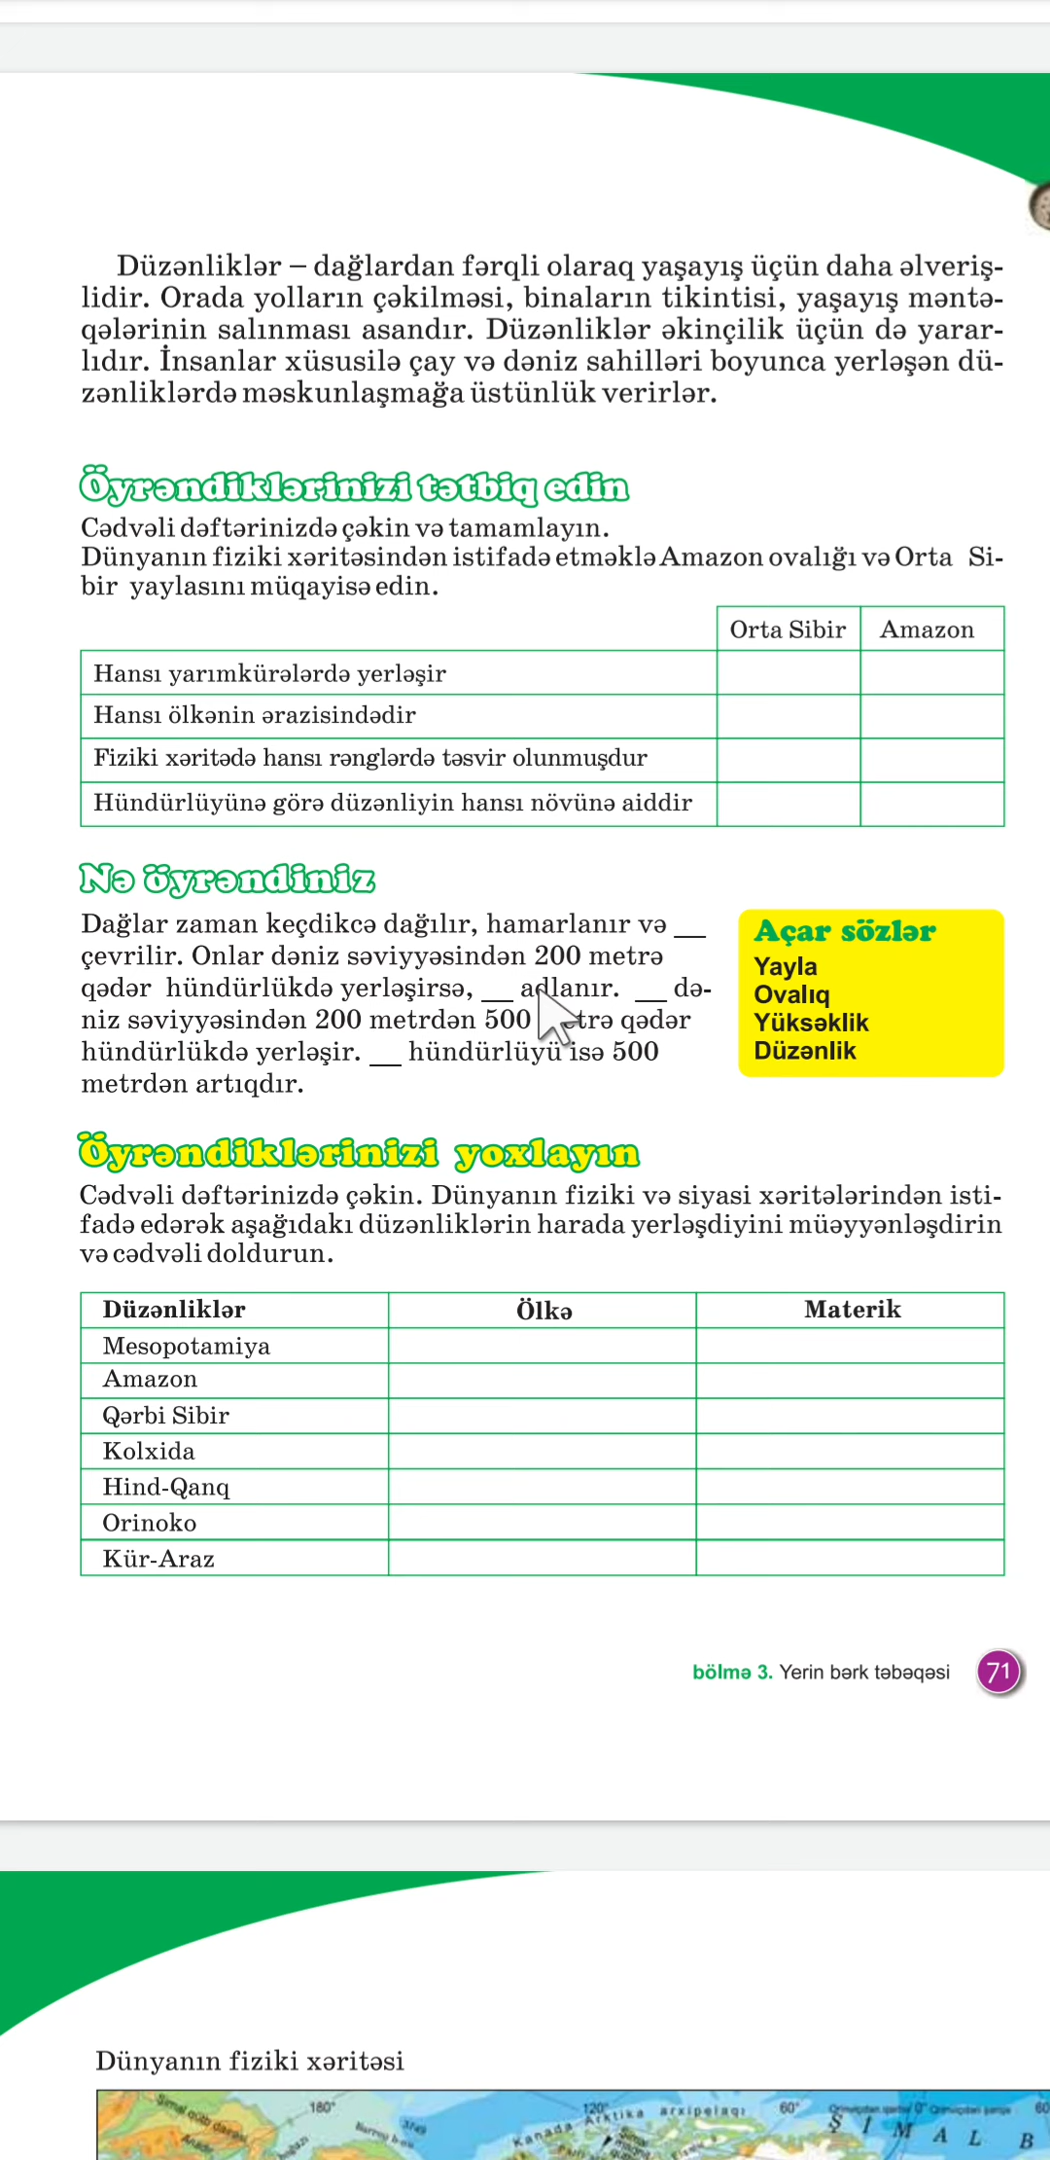 Düzənliklər – dağlardan fərqli olaraq yaşayış üçün daha əlveriş-
lidir. Orada yolların çəkilməsi, binaların tikintisi, yaşayış məntə-
qələrinin salınması asandır. Düzənliklər əkinçilik üçün də yarar-
lıdır. İnsanlar xüsusilə çay və dəniz sahilləri boyunca yerləşən dü-
zənliklərdə məskunlaşmağa üstünlük verirlər.
Öyrəndiklərinizi tətbiq edin
Cədvəli dəftərinizdə çəkin və tamamlayın.
Dünyanın fiziki xəritəsindən istifadə etməklə Amazon ovalığı və Orta Si-
bir yaylasını müqayisə edin.
Orta Sibir Amazon
Hansı yarımkürələrdə yerləşir
Hansı ölkənin ərazisindədir
Fiziki xəritədə hansı rənglərdə təsvir olunmuşdur
Hündürlüyünə görə düzənliyin hansı növünə aiddir
Nə öyrəndiniz
Dağlar zaman keçdikcə dağılır, hamarlanır və __
çevrilir. Onlar dəniz səviyyəsindən 200 metrə
qədər hündürlükdə yerləşirsə, __ adlanır. __ də-
niz səviyyəsindən 200 metrdən 500 trə qədər
hündürlükdə yerləşir. __ hündürlüyü isə 500
metrdən artıqdır.
Açar sözlər
Yayla
Ovalıq
Yüksəklik
Düzənlik
Öyrəndiklərinizi yoxlayın
Cədvəli dəftərinizdə çəkin. Dünyanın fiziki və siyasi xəritələrindən isti-
fadə edərək aşağıdakı düzənliklərin harada yerləşdiyini müəyyənləşdirin
və cədvəli doldurun.
Düzənliklər Ölkə Materik
Mesopotamiya
Amazon
Qərbi Sibir
Kolxida
Hind-Qanq
Orinoko
Kür-Araz
bölmə 3. Yerin bərk təbəqəsi 71
Dünyanın fiziki xəritəsi
180° 120° 60° 0° 60
Kanada Arktika arxipelaqı
Ş İ M A L B